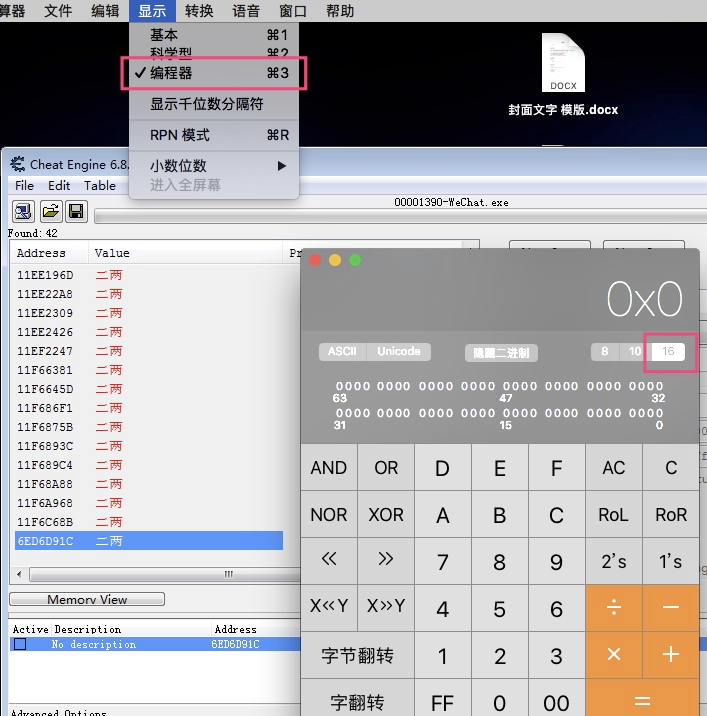 算器 文件 编辑 显示 转换 语音 窗口 帮助
基本 ⌘1
科学型 ⌘2
✓ 编程器 ⌘3
显示千位数分隔符
RPN 模式 ⌘R
小数位数 ▶
进入全屏幕
DOCX
封面文字 模版.docx
Cheat Engine 6.8.
File Edit Table
00001390-WeChat.exe
Found: 42
Address Value
11EE196D 二两
11EE22A8 二两
11EE2309 二两
11EE2426 二两
11EF2247 二两
11F66381 二两
11F6645D 二两
11F686F1 二两
11F6875B 二两
11F6893C 二两
11F689C4 二两
11F68A88 二两
11F6A968 二两
11F6C68B 二两
6ED6D91C 二两
Memory View
Active Description Address
No description 6ED6D91C
Advanced Options
0x0
ASCII Unicode 隐藏二进制 8 10 16
0000 0000 0000 0000 0000 0000 0000 0000
63 47 32
0000 0000 0000 0000 0000 0000 0000 0000
31 15 0
AND OR D E F AC C
NOR XOR A B C RoL RoR
« » 7 8 9 2's 1's
X«Y X»Y 4 5 6 ÷ −
字节翻转 1 2 3 × +
字翻转 FF 0 00 =